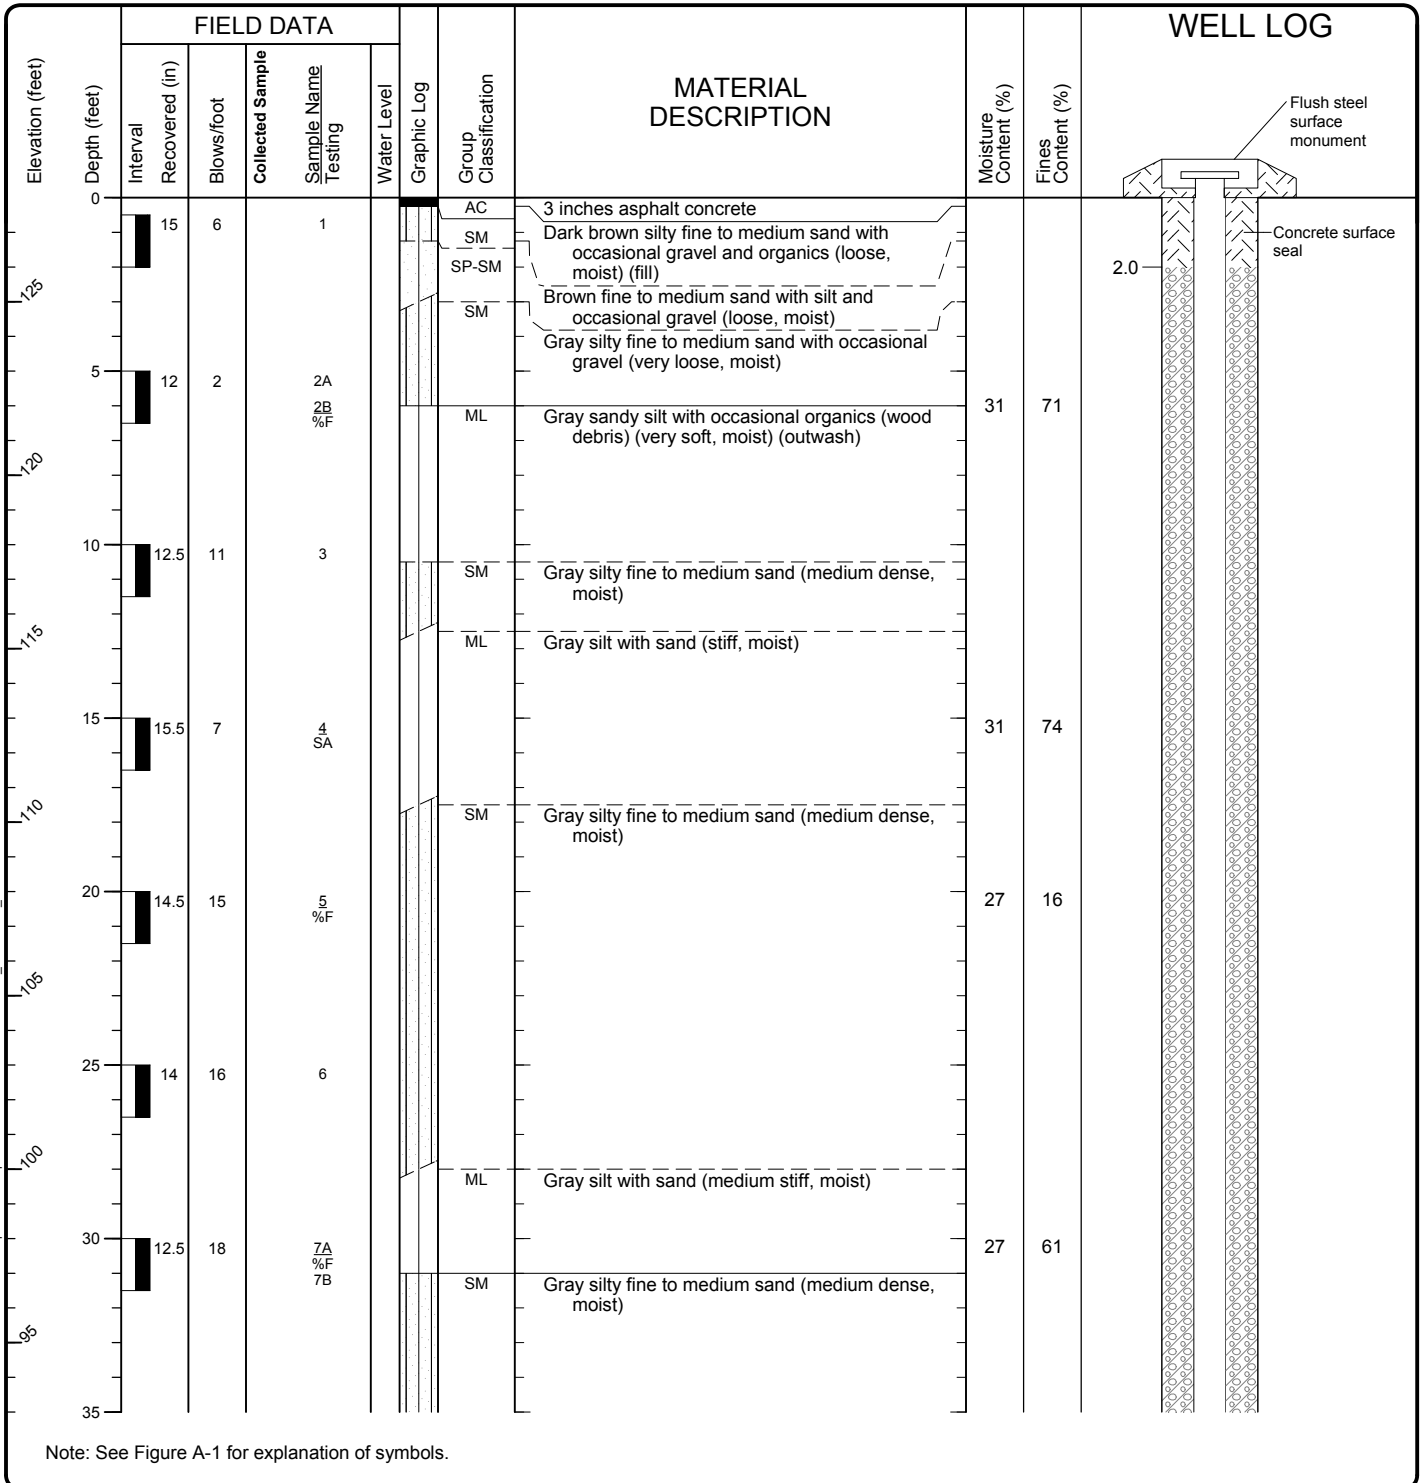 FIELD DATA
WELL LOG
Elevation (feet)
Depth (feet)
Interval
Recovered (in)
Blows/foot
Collected Sample
Sample Name
Testing
Water Level
Graphic Log
Group
Classification
MATERIAL
DESCRIPTION
Moisture
Content (%)
Fines
Content (%)
Flush steel
surface
monument
0
AC
3 inches asphalt concrete
15
6
1
SM
Dark brown silty fine to medium sand with
occasional gravel and organics (loose,
moist) (fill)
Concrete surface
seal
SP-SM
2.0
125
Brown fine to medium sand with silt and
occasional gravel (loose, moist)
SM
Gray silty fine to medium sand with occasional
gravel (very loose, moist)
5
12
2
2A
2B
%F
31
71
ML
Gray sandy silt with occasional organics (wood
debris) (very soft, moist) (outwash)
120
10
12.5
11
3
SM
Gray silty fine to medium sand (medium dense,
moist)
115
ML
Gray silt with sand (stiff, moist)
15
15.5
7
4
SA
31
74
110
SM
Gray silty fine to medium sand (medium dense,
moist)
20
14.5
15
5
%F
27
16
105
25
14
16
6
100
ML
Gray silt with sand (medium stiff, moist)
30
12.5
18
7A
%F
7B
27
61
SM
Gray silty fine to medium sand (medium dense,
moist)
95
35
Note: See Figure A-1 for explanation of symbols.